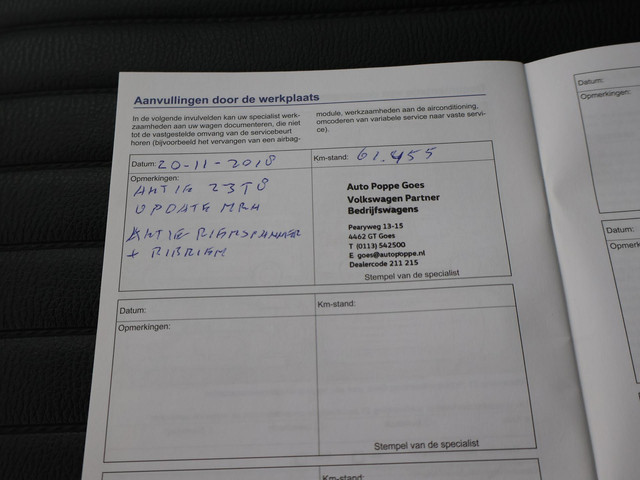 Aanvullingen door de werkplaats
In de volgende invulvelden kan uw specialist werk-
zaamheden aan uw wagen documenteren, die niet
tot de vastgestelde omvang van de servicebeurt
horen (bijvoorbeeld het vervangen van een airbag-
module, werkzaamheden aan de airconditioning,
omcoderen van variabele service naar vaste servi-
ce).
Datum: 20-11-2018
Km-stand: 61.455
Opmerkingen:
AKTIE 23T8
UPDATE MRH
AKTIE RIEMSPANNER
+ RIBRIEM
Auto Poppe Goes
Volkswagen Partner
Bedrijfswagens
Pearyweg 13-15
4462 GT Goes
T (0113) 542500
E goes@autopoppe.nl
Dealercode 211 215
Stempel van de specialist
Datum:
Km-stand:
Opmerkingen:
Stempel van de specialist
Km-stand:
Datum:
Opmerkingen:
Datum: